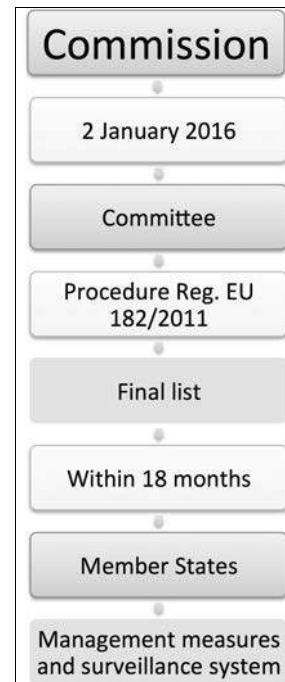 Commission
2 January 2016
Committee
Procedure Reg. EU
182/2011
Final list
Within 18 months
Member States
Management measures
and surveillance system